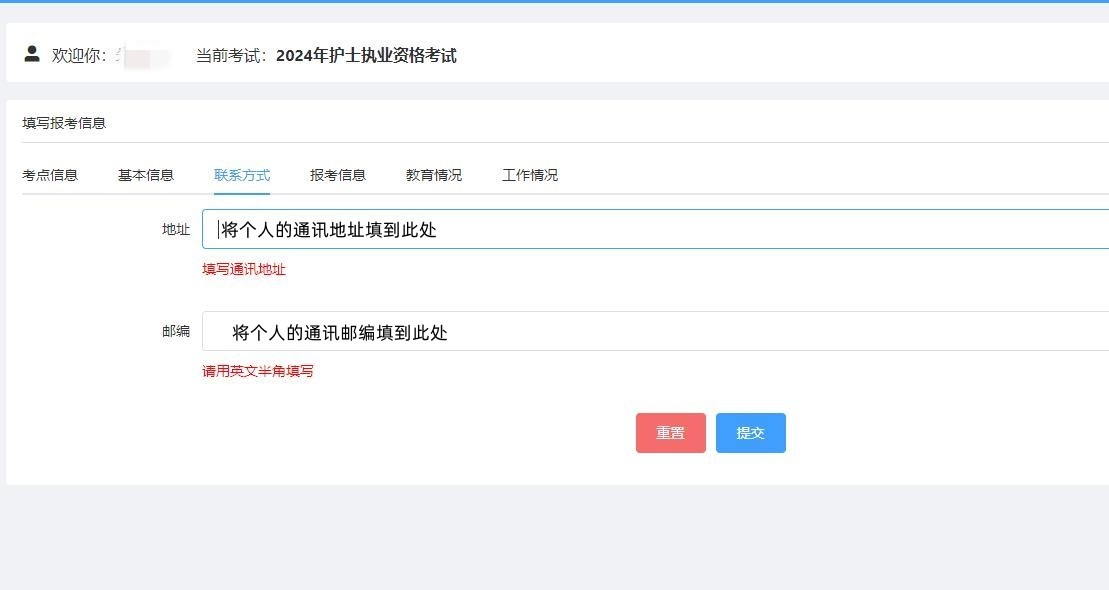 欢迎你： 当前考试：2024年护士执业资格考试
填写报考信息
考点信息 基本信息 联系方式 报考信息 教育情况 工作情况
地址 将个人的通讯地址填到此处
填写通讯地址
邮编 将个人的通讯邮编填到此处
请用英文半角填写
重置 提交